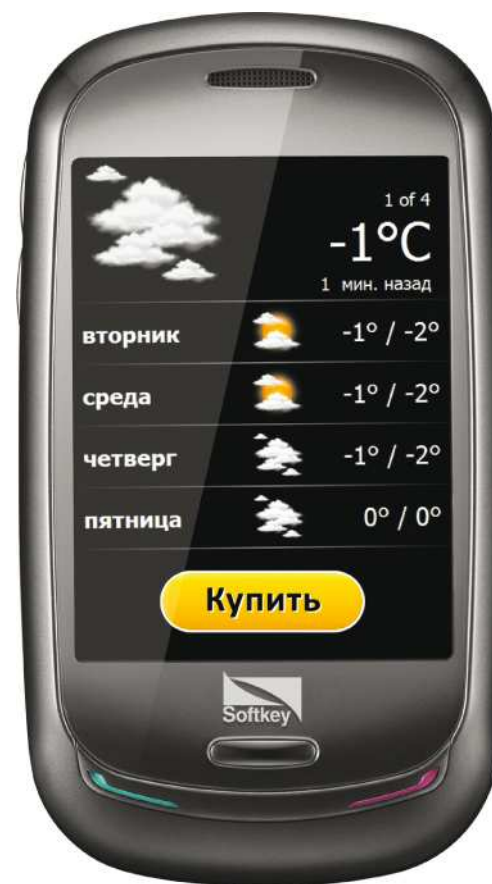 1 of 4
-1°C
1 мин. назад
вторник -1° / -2°
среда -1° / -2°
четверг -1° / -2°
пятница 0° / 0°
Купить
Softkey